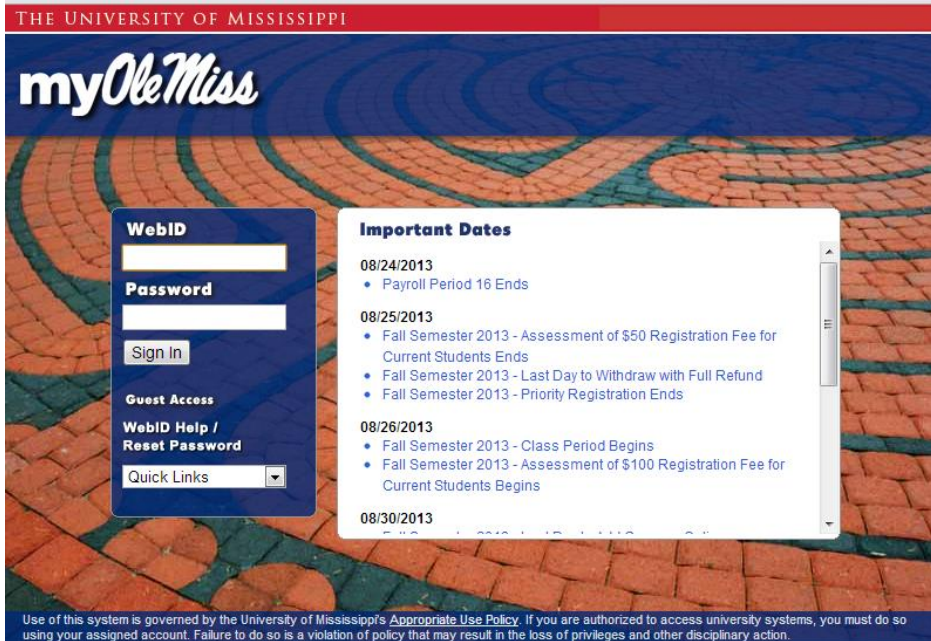 THE UNIVERSITY OF MISSISSIPPI
myOleMiss
WebID
Password
Sign In
Guest Access
WebID Help /
Reset Password
Quick Links
Important Dates
08/24/2013
Payroll Period 16 Ends
08/25/2013
Fall Semester 2013 - Assessment of $50 Registration Fee for
Current Students Ends
Fall Semester 2013 - Last Day to Withdraw with Full Refund
Fall Semester 2013 - Priority Registration Ends
08/26/2013
Fall Semester 2013 - Class Period Begins
Fall Semester 2013 - Assessment of $100 Registration Fee for
Current Students Begins
08/30/2013
Use of this system is governed by the University of Mississippi's Appropriate Use Policy. If you are authorized to access university systems, you must do so
using your assigned account. Failure to do so is a violation of policy that may result in the loss of privileges and other disciplinary action.